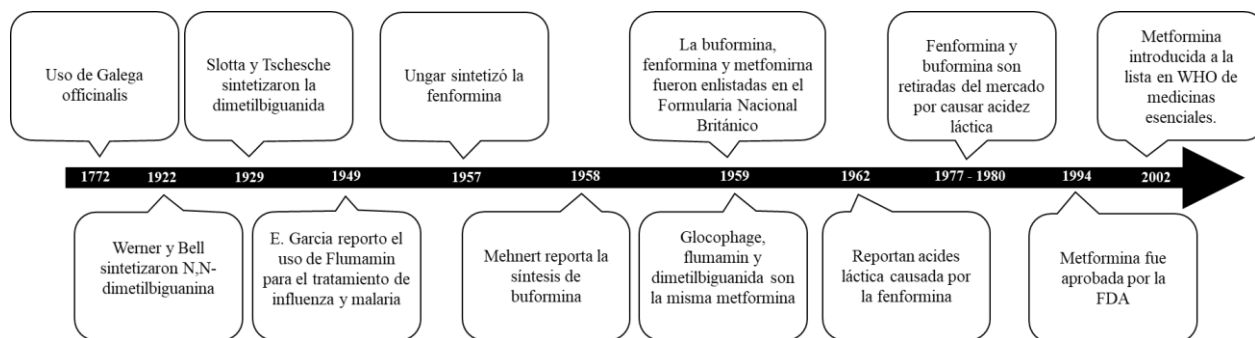 Uso de Galega
officinalis
Slotta y Tschesche
sintetizaron la
dimetilbiguanida
Ungar sintetizó la
fenformina
La buformina,
fenformina y metfomirna
fueron enlistadas en el
Formularia Nacional
Británico
Fenformina y
buformina son
retiradas del mercado
por causar acidez
láctica
Metformina
introducida a la
lista en WHO de
medicinas
esenciales.
1772 1922 1929 1949 1957 1958 1959 1962 1977 - 1980 1994 2002
Werner y Bell
sintetizaron N,N-
dimetilbiguanina
E. Garcia reporto el
uso de Flumamin
para el tratamiento de
influenza y malaria
Mehnert reporta la
síntesis de
buformina
Glocophage,
flumamin y
dimetilbiguanida son
la misma metformina
Reportan acides
láctica causada por
la fenformina
Metformina fue
aprobada por la
FDA